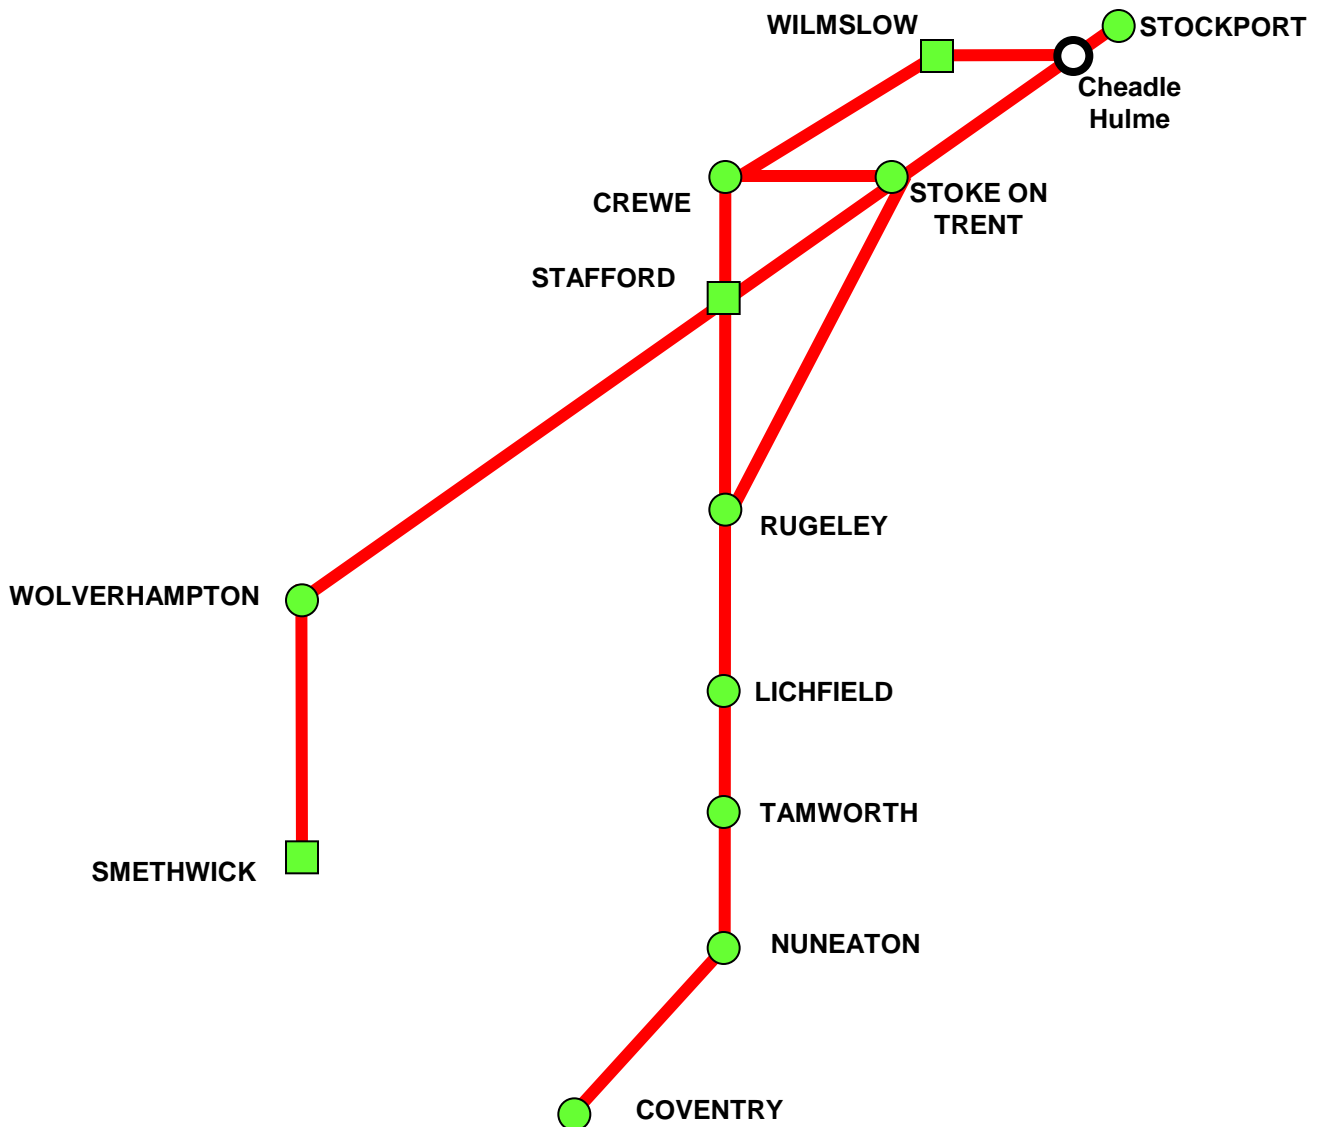 WILMSLOW
STOCKPORT
Cheadle
Hulme
CREWE
STOKE ON
TRENT
STAFFORD
RUGELEY
WOLVERHAMPTON
LICHFIELD
TAMWORTH
SMETHWICK
NUNEATON
COVENTRY